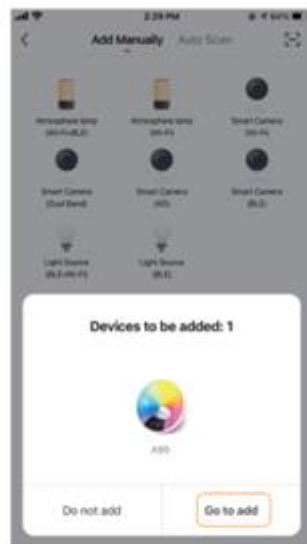 2:29 PM
Add Manually Auto Scan
Atmosphere lamp
(Wi-Fi+BLE)
Atmosphere lamp
(Wi-Fi)
Smart Camera
(Wi-Fi)
Smart Camera
(Dual Band)
Smart Camera
(4G)
Smart Camera
(BLE)
Light Source
(BLE+Wi-Fi)
Light Source
(BLE)
Devices to be added: 1
Do not add
Go to add